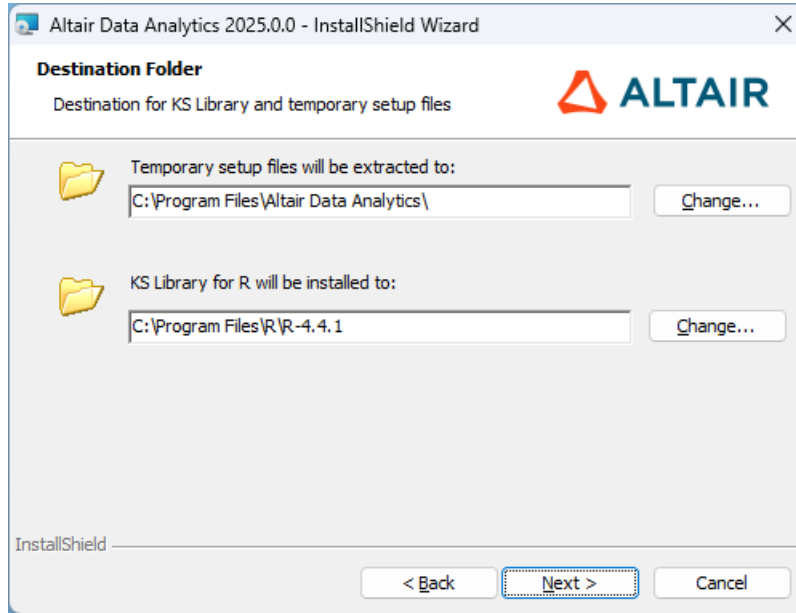 Altair Data Analytics 2025.0.0 - InstallShield Wizard
Destination Folder
Destination for KS Library and temporary setup files
ALTAIR
Temporary setup files will be extracted to:
C:\Program Files\Altair Data Analytics\
Change...
KS Library for R will be installed to:
C:\Program Files\R\R-4.4.1
Change...
InstallShield
< Back
Next >
Cancel